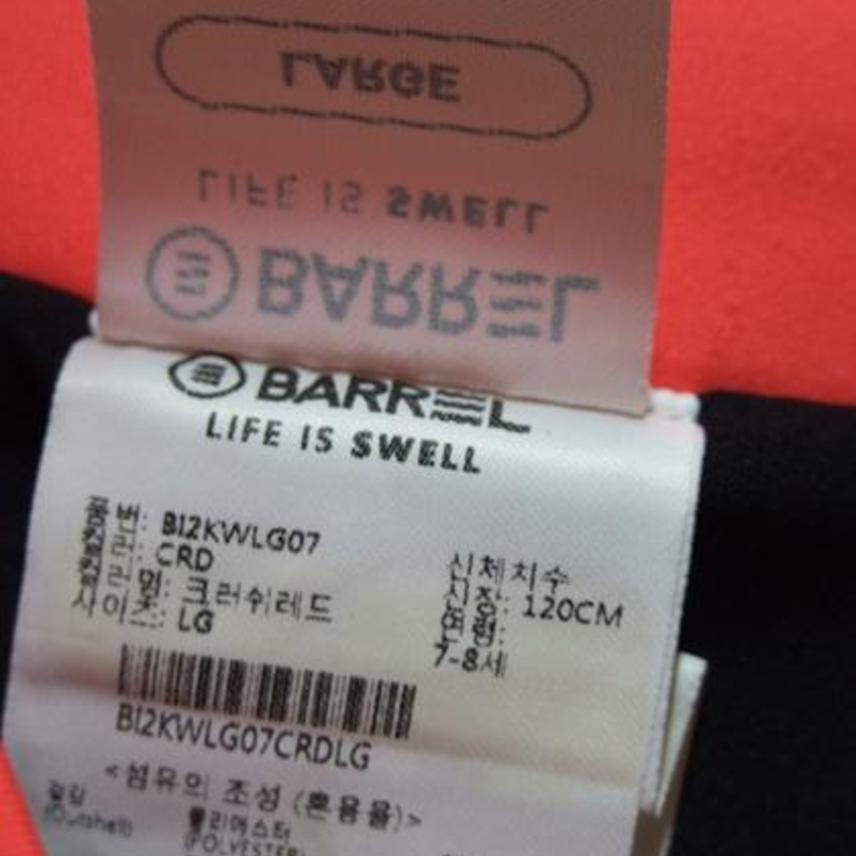 LARGE
LIFE IS SWELL
BARREL
BARREL
LIFE IS SWELL
품번: B12KWLG07
컬러: CRD
컬러명: 크러쉬레드
사이즈: LG
신체치수
신장: 120CM
연령:
7-8세
B12KWLG07CRDLG
<섬유의 조성 (혼용율)>
겉감
(Outshell)
폴리에스터
(POLYESTER)